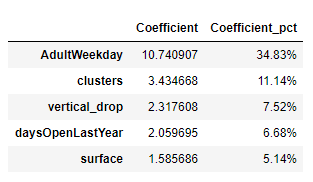 Coefficient Coefficient_pct
AdultWeekday 10.740907 34.83%
clusters 3.434668 11.14%
vertical_drop 2.317608 7.52%
daysOpenLastYear 2.059695 6.68%
surface 1.585686 5.14%